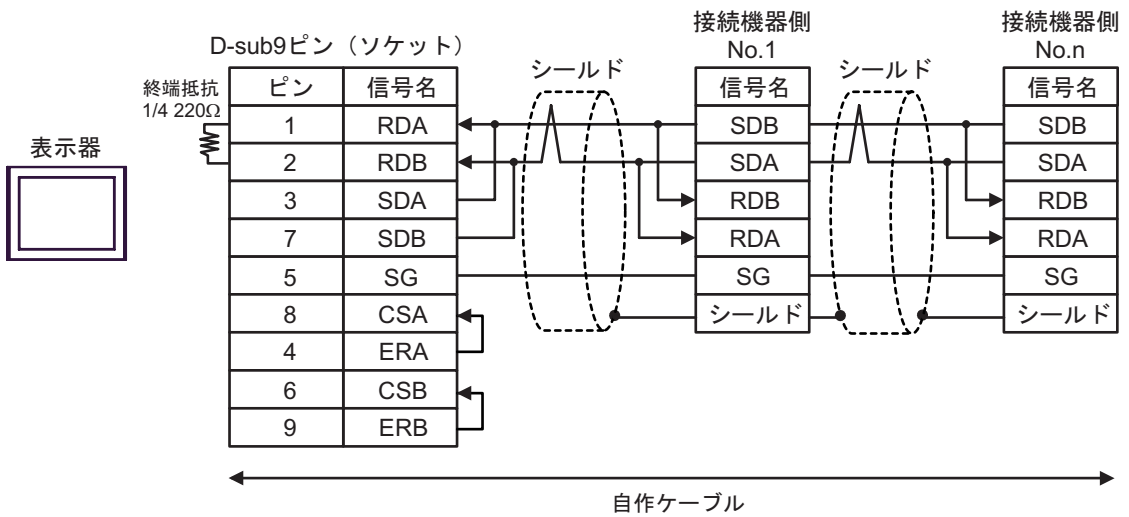 接続機器側
No.1
接続機器側
No.n
D-sub9ピン（ソケット）
シールド
シールド
終端抵抗
1/4 220Ω
表示器
ピン 信号名
1 RDA
2 RDB
3 SDA
7 SDB
5 SG
8 CSA
4 ERA
6 CSB
9 ERB
信号名
SDB
SDA
RDB
RDA
SG
シールド
信号名
SDB
SDA
RDB
RDA
SG
シールド
自作ケーブル